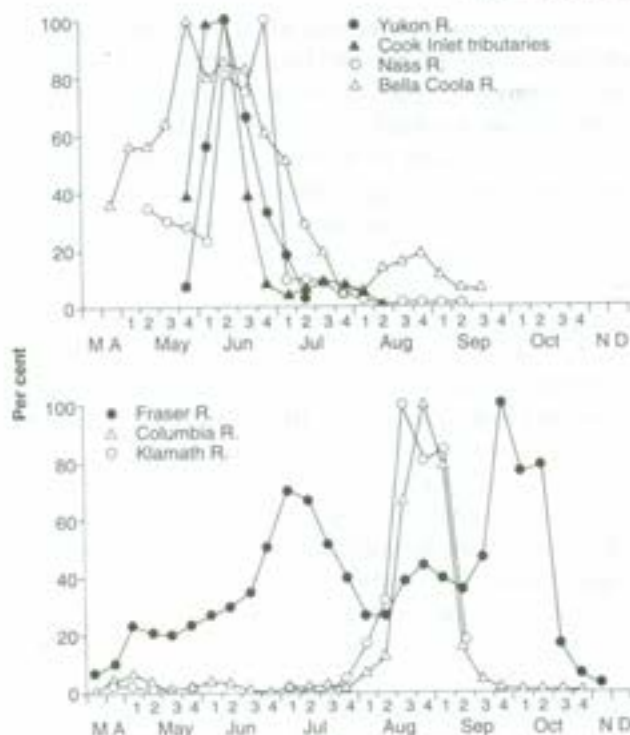 100
80
60
40
20
0
Yukon R.
Cook Inlet tributaries
Nass R.
Bella Coola R.
1 2 3 4 1 2 3 4 1 2 3 4 1 2 3 4 1 2 3 4 1 2 3 4
M A May Jun Jul Aug Sep Oct N D
Per cent
100
80
60
40
20
0
Fraser R.
Columbia R.
Klamath R.
1 2 3 4 1 2 3 4 1 2 3 4 1 2 3 4 1 2 3 4 1 2 3 4
M A May Jun Jul Aug Sep Oct N D